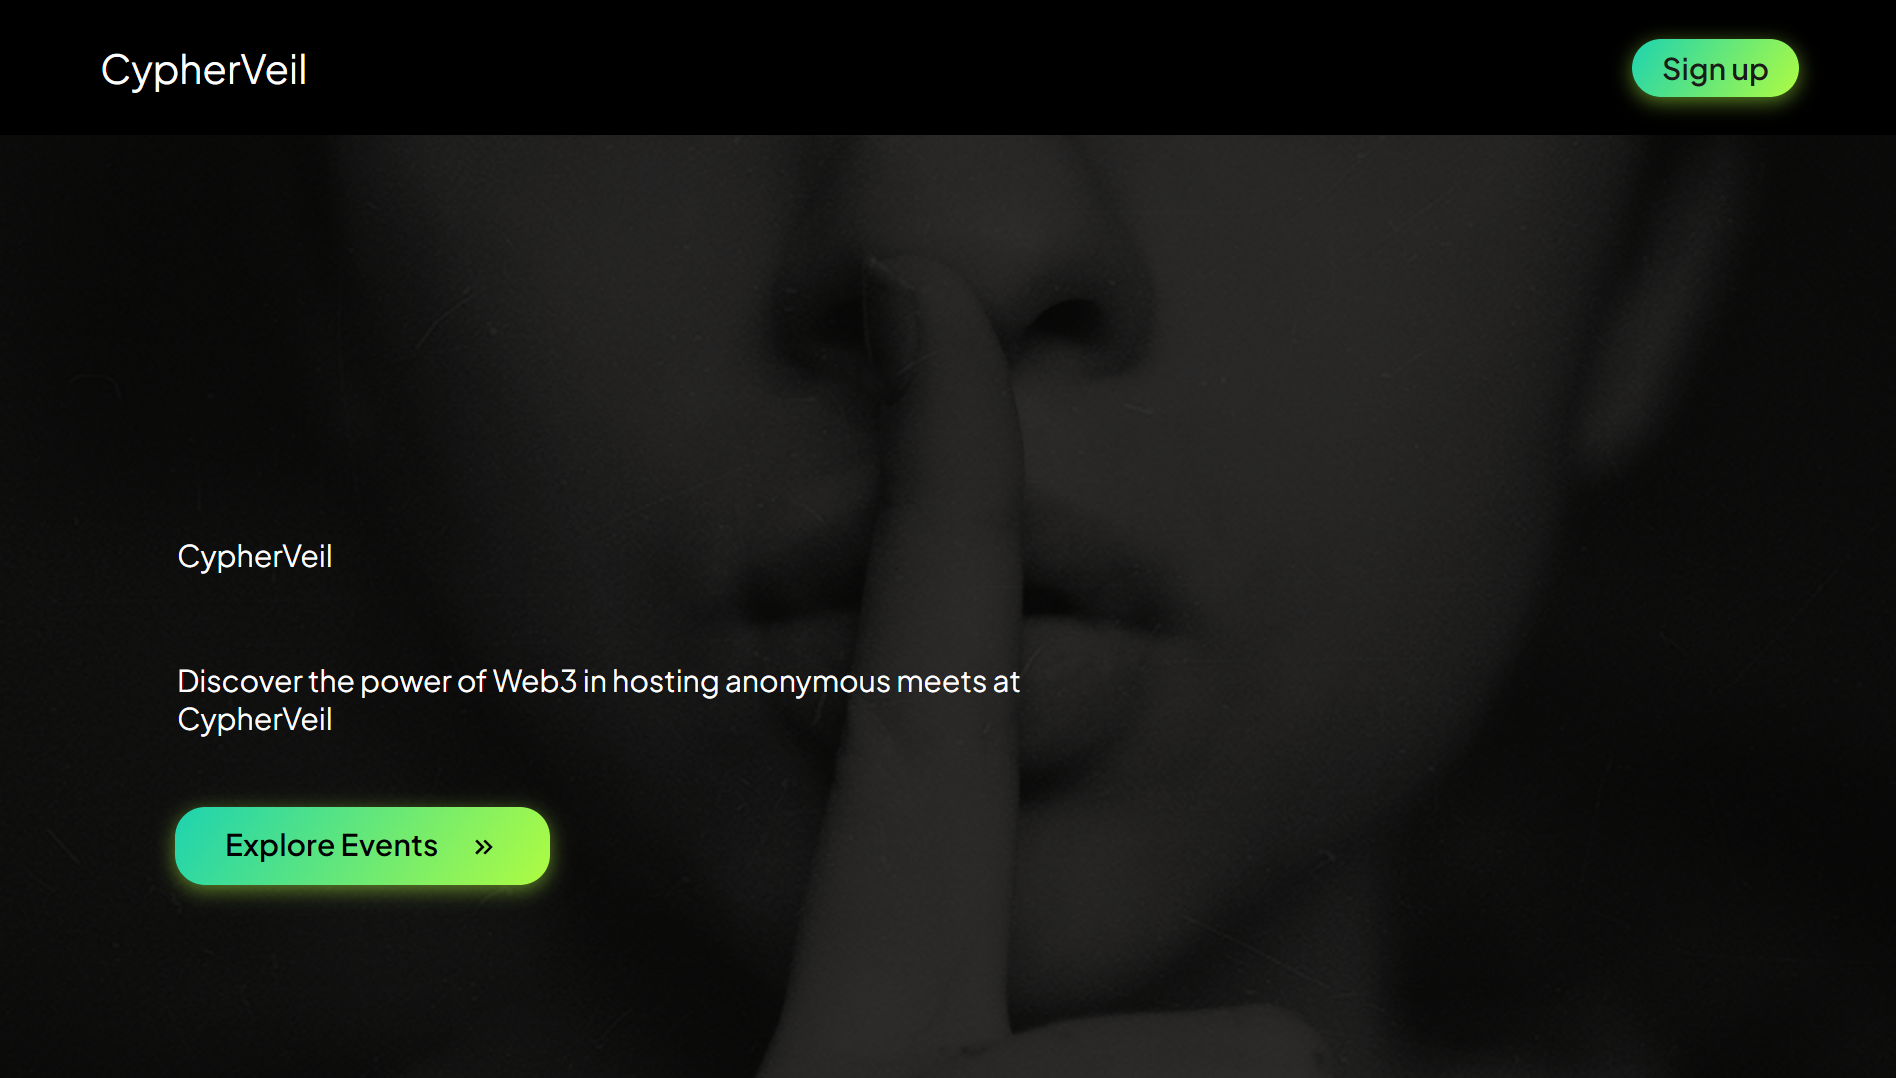 CypherVeil
Sign up
CypherVeil
Discover the power of Web3 in hosting anonymous meets at
CypherVeil
Explore Events »